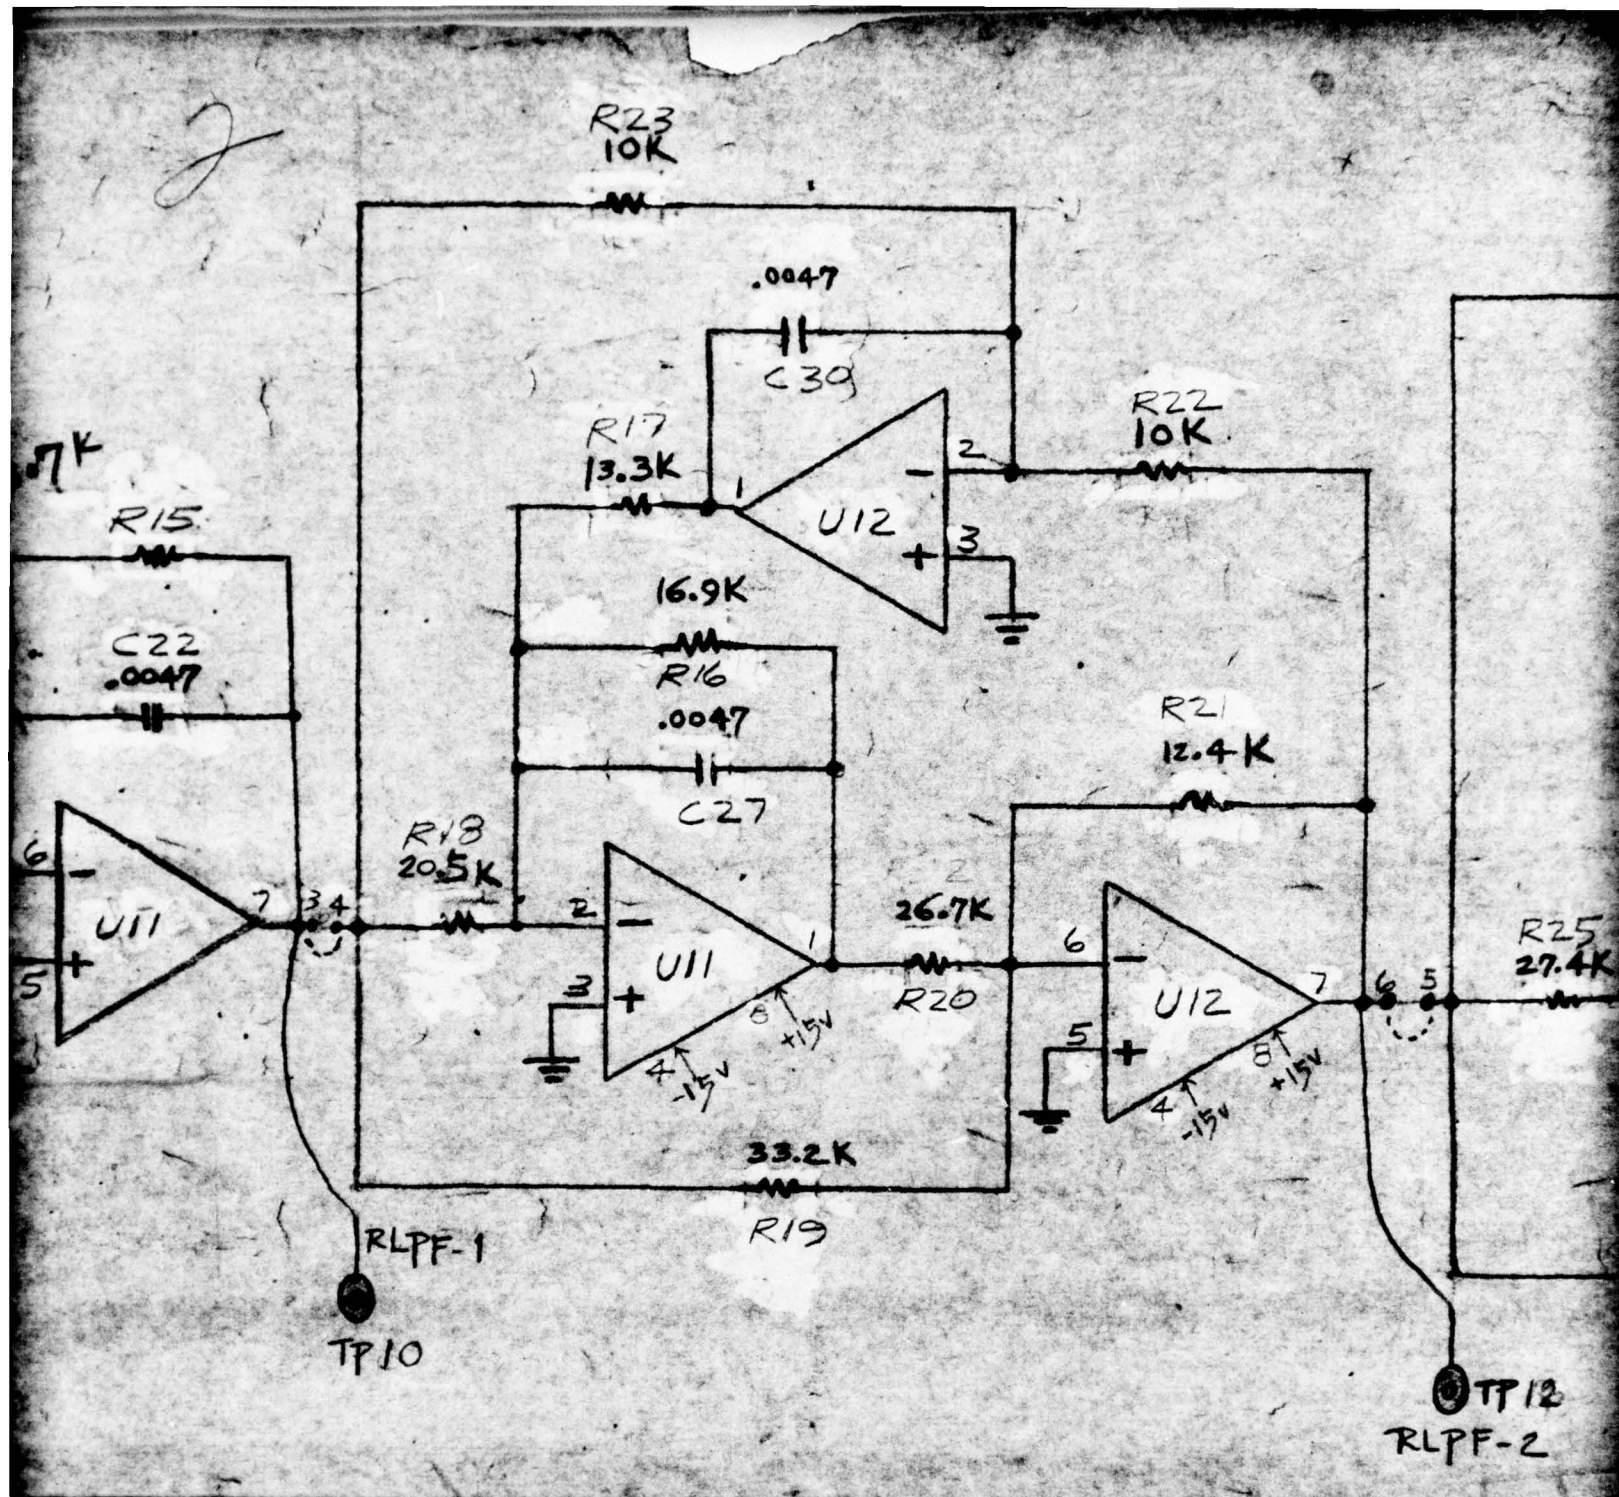 2
R23
10K
.0047
C30
R22
10K
R17
13.3K
1
2
-
U12
+
3
.7K
R15
16.9K
R16
C22
.0047
.0047
C27
R21
12.4K
R18
20.5K
6
-
U11
+
5
7
3
4
2
-
U11
3
+
1
8
+15V
4
-15V
26.7K
R20
6
-
U12
5
+
7
8
+15V
4
-15V
6
5
R25
27.4K
33.2K
R19
RLPF-1
TP10
TP12
RLPF-2